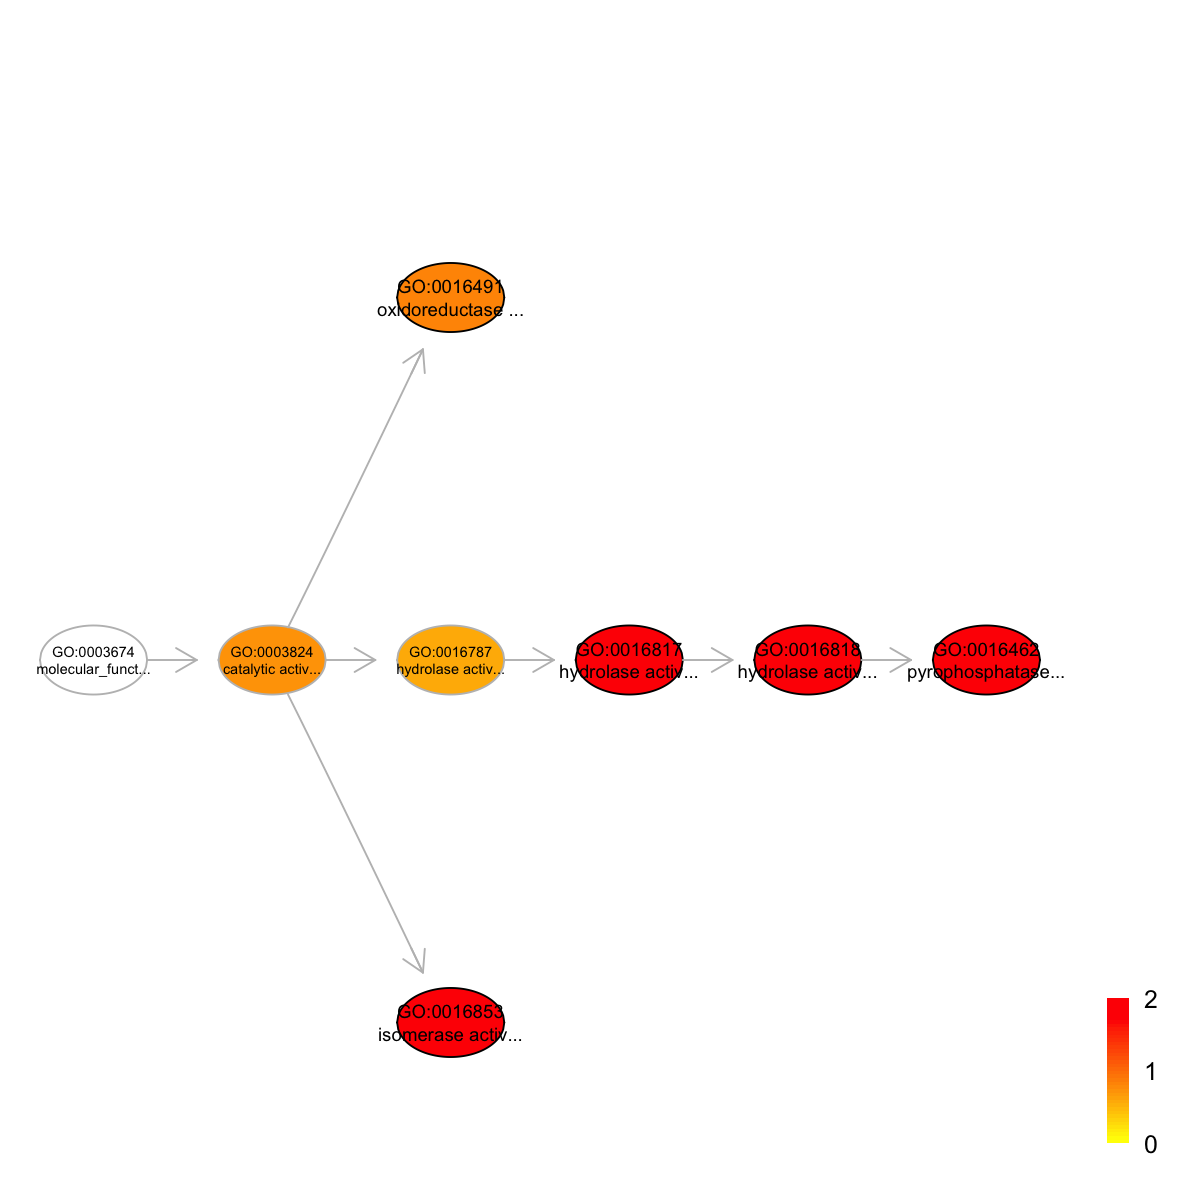 GO:0016491
oxidoreductase ...
GO:0003674
molecular_funct...
GO:0003824
catalytic activ...
GO:0016787
hydrolase activ...
GO:0016817
hydrolase activ...
GO:0016818
hydrolase activ...
GO:0016462
pyrophosphatase...
GO:0016853
isomerase activ...
2
1
0